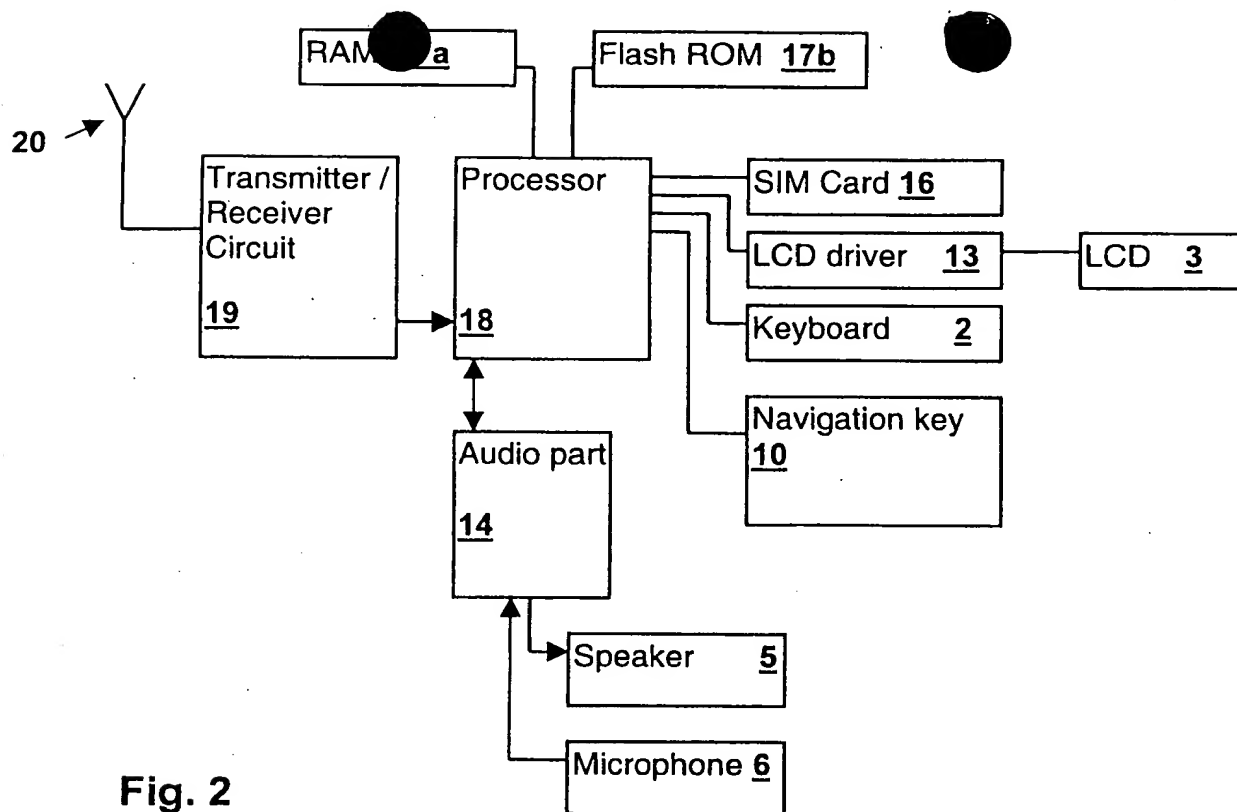 RAM a
Flash ROM 17b
20
Transmitter /
Receiver
Circuit
19
Processor
18
SIM Card 16
LCD driver 13
LCD 3
Keyboard 2
Navigation key
10
Audio part
14
Speaker 5
Microphone 6
Fig. 2